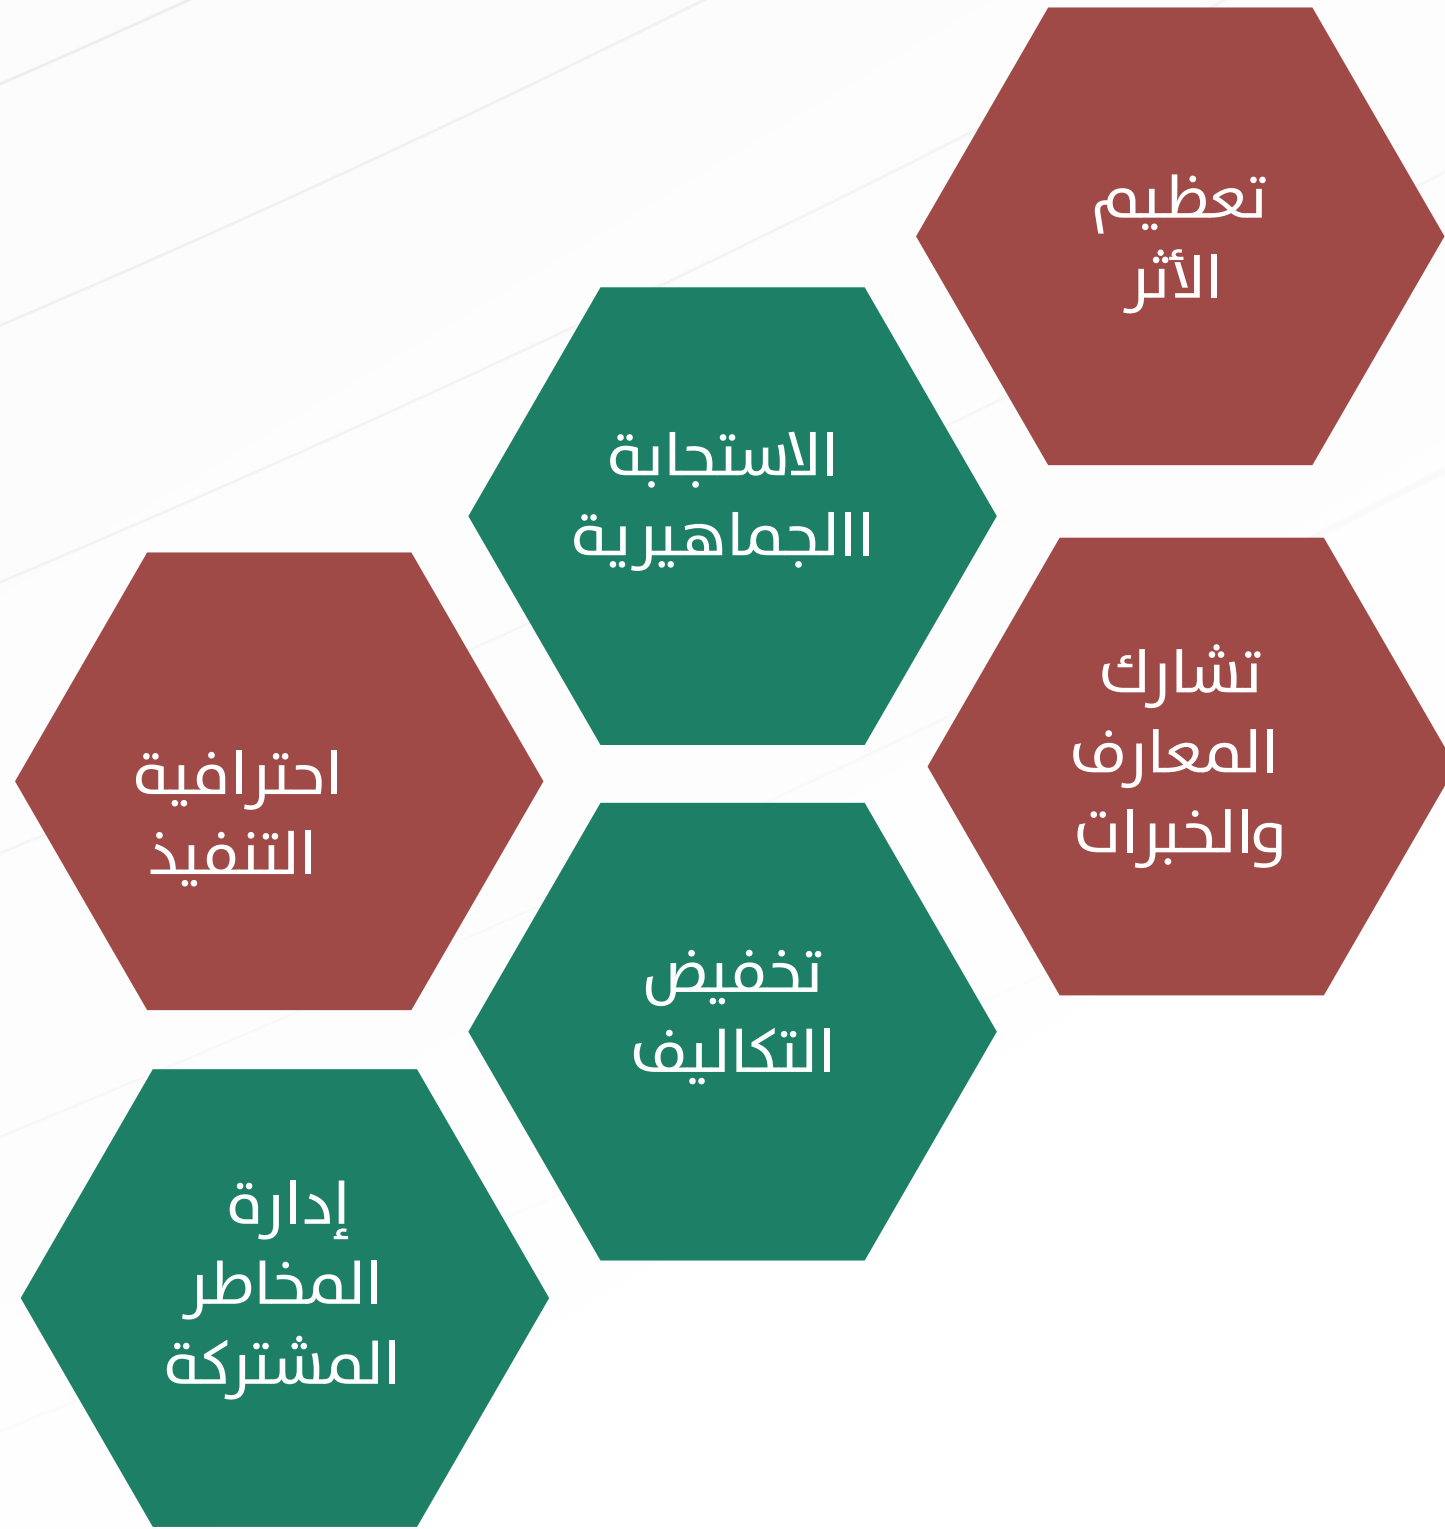 تعظيم
الأثر
الاستجابة
االجماهيرية
تشارك
المعارف
والخبرات
احترافية
التنفيذ
تخفيض
التكاليف
إدارة
المخاطر
المشتركة